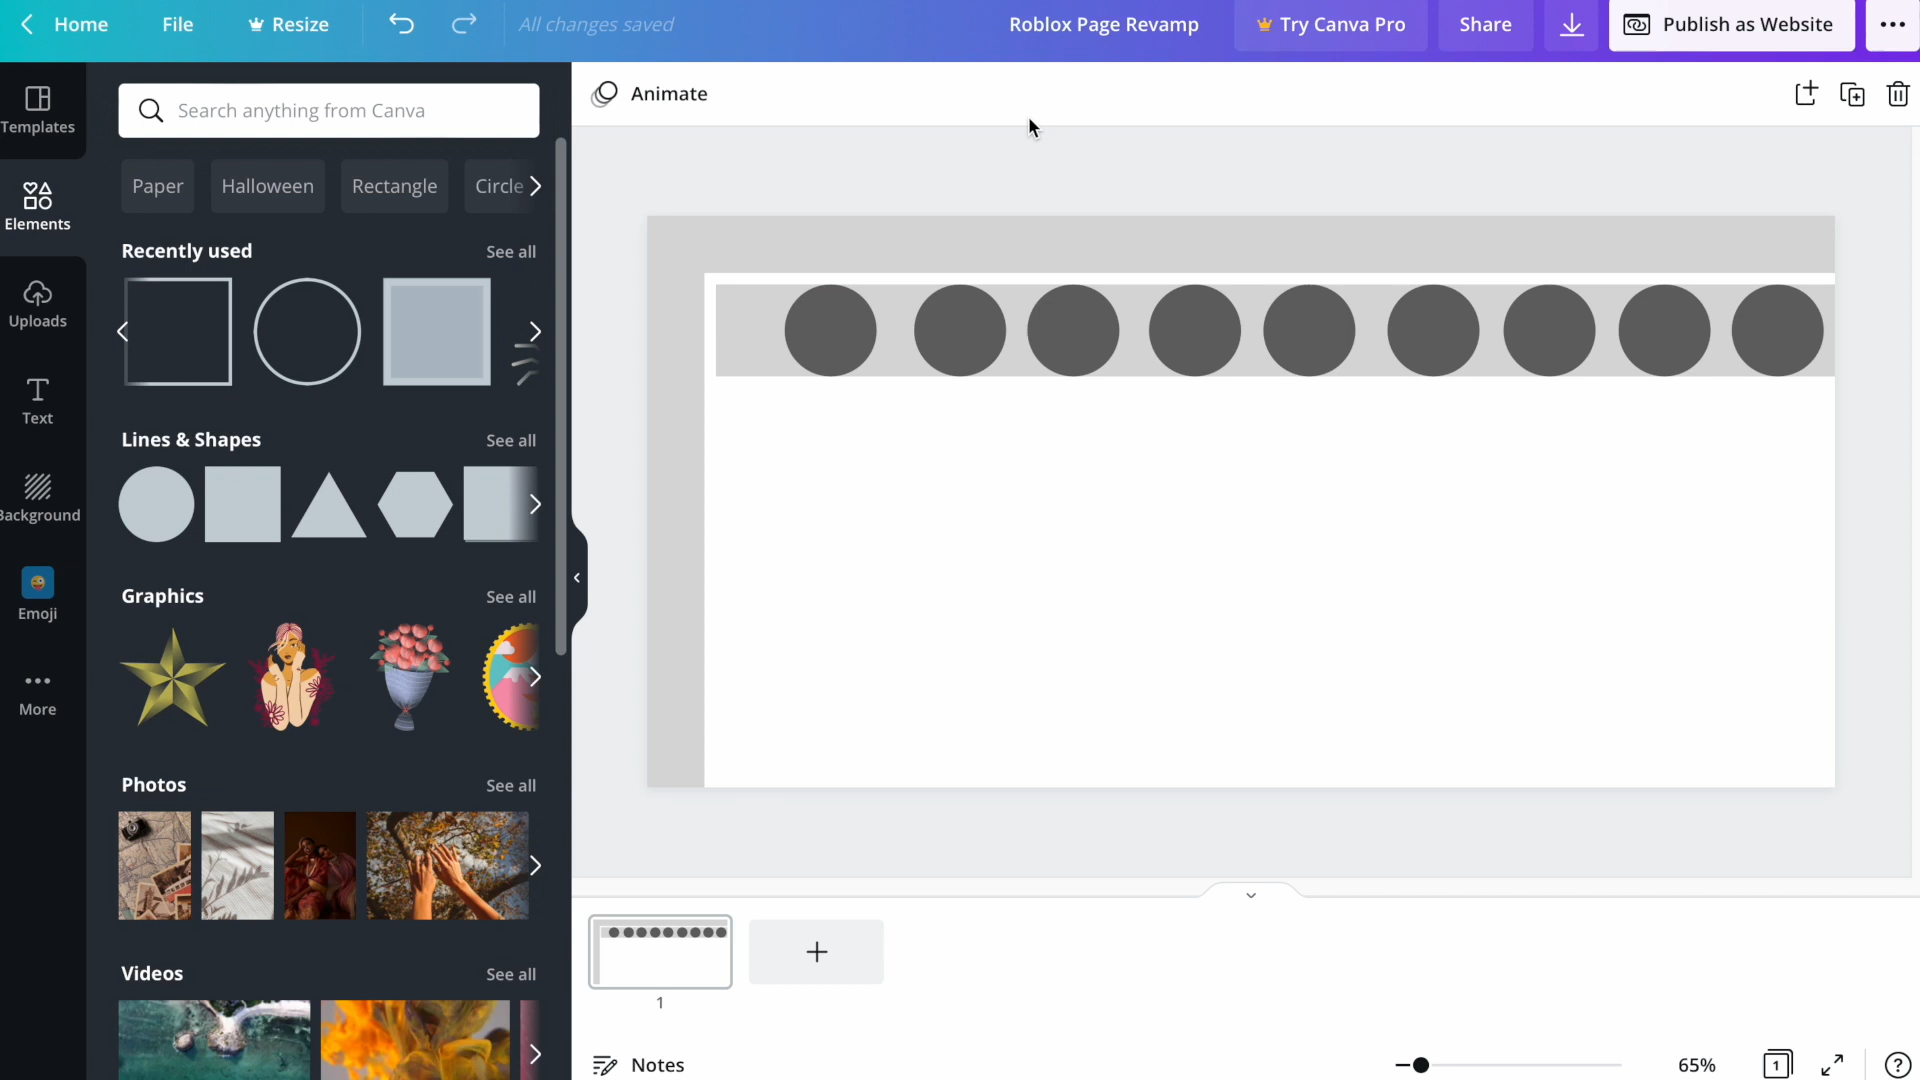 Home
File
Resize
All changes saved
Roblox Page Revamp
Try Canva Pro
Share
Publish as Website
Templates
Elements
Uploads
Text
Background
Emoji
More
Search anything from Canva
Paper
Halloween
Rectangle
Circle
Recently used
See all
Lines & Shapes
See all
Graphics
See all
Photos
See all
Videos
See all
Animate
1
Notes
65%
1
?